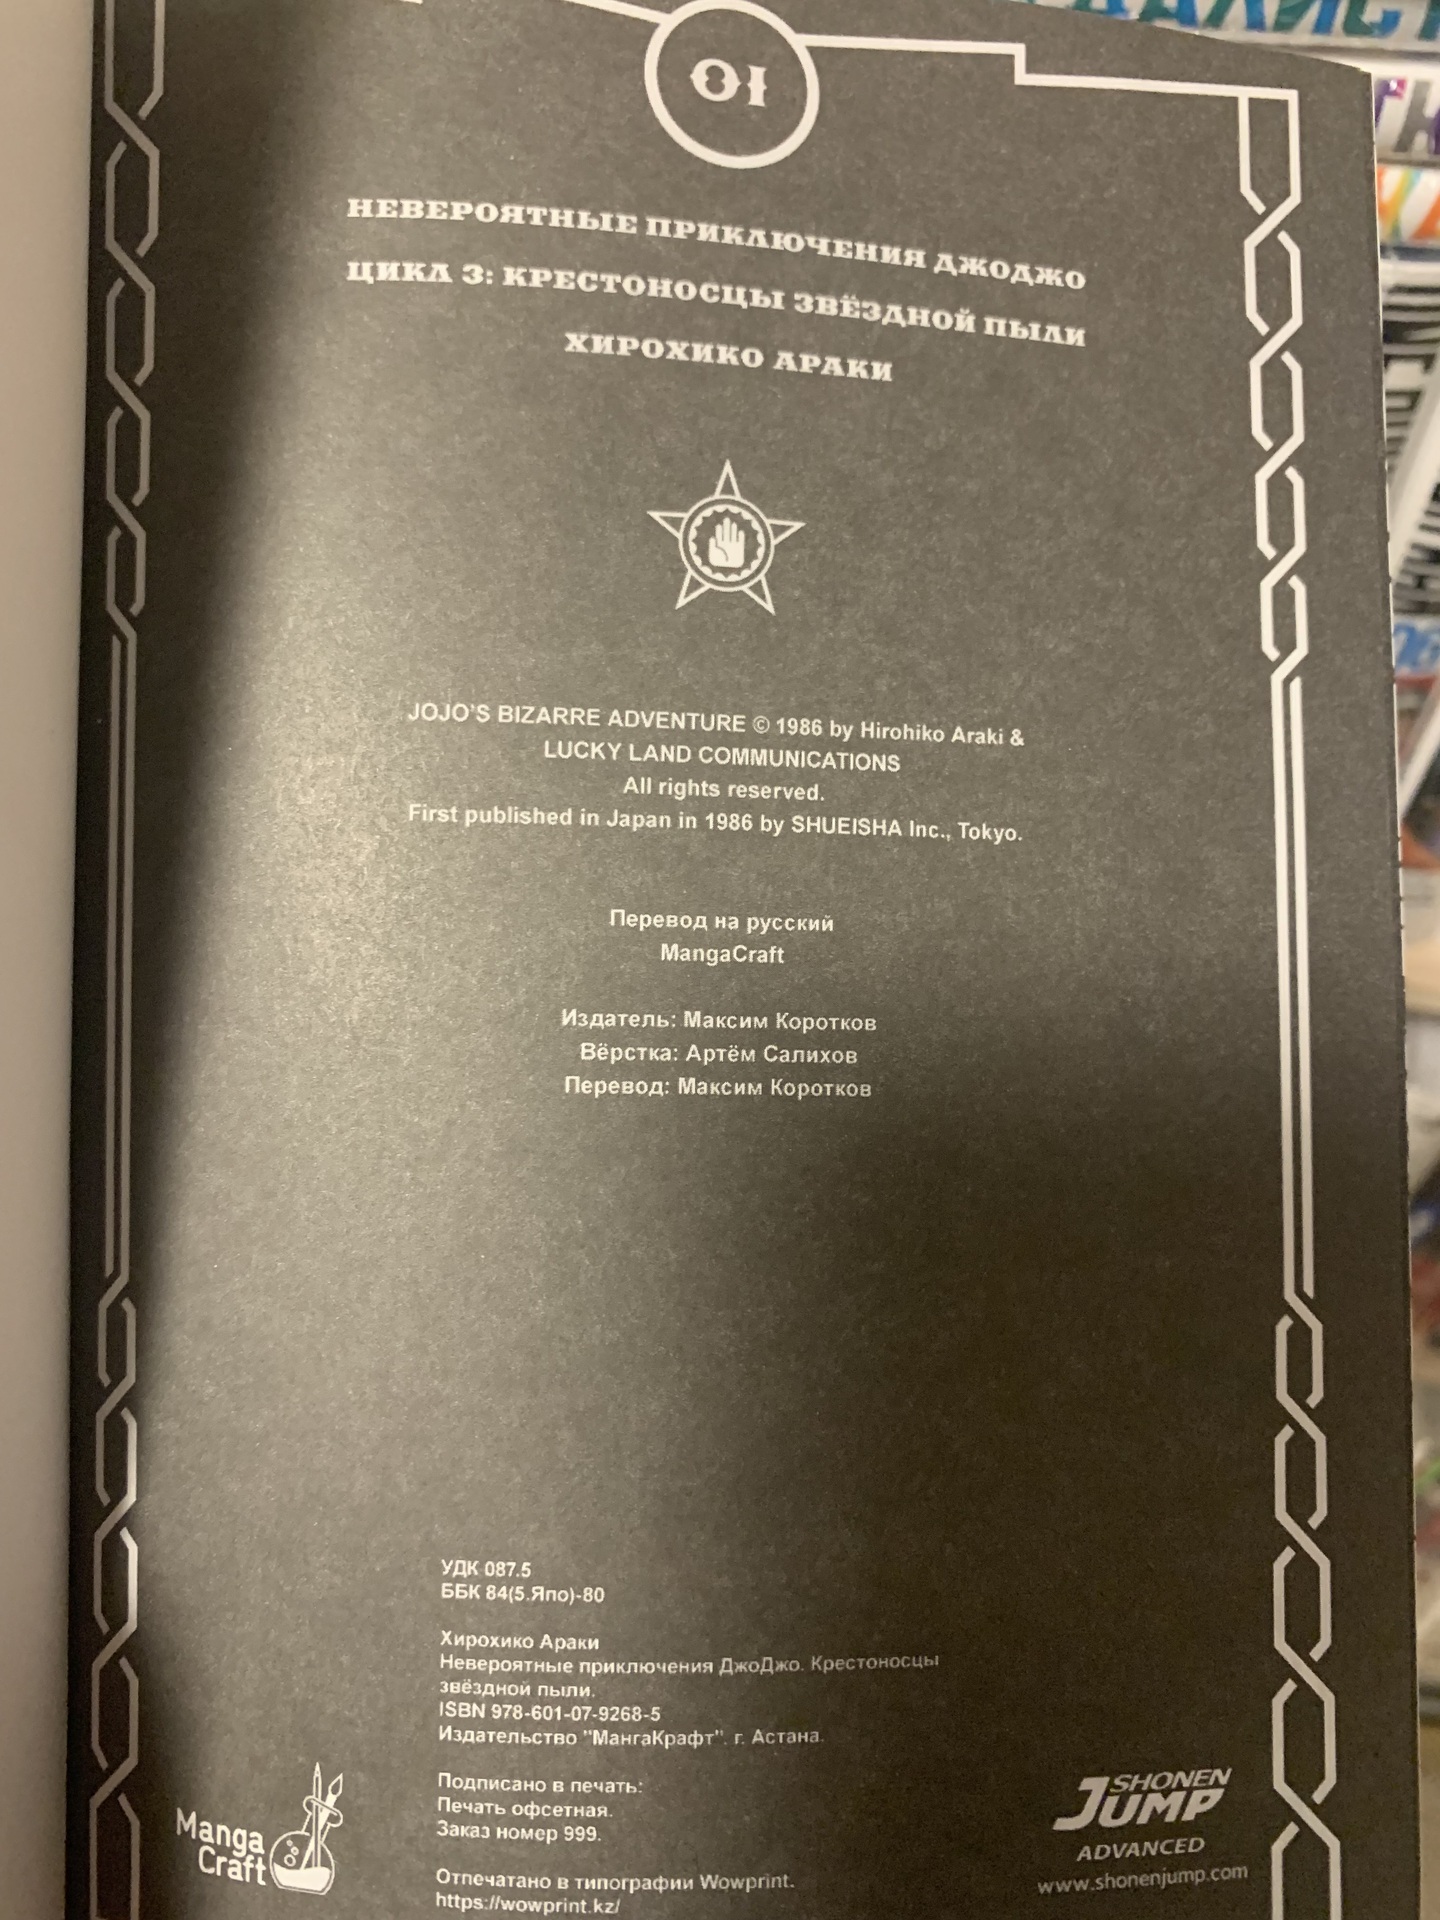 01
НЕВЕРОЯТНЫЕ ПРИКЛЮЧЕНИЯ ДЖОДЖО
ЦИКЛ 3: КРЕСТОНОСЦЫ ЗВЁЗДНОЙ ПЫЛИ
ХИРОХИКО АРАКИ
JOJO'S BIZARRE ADVENTURE © 1986 by Hirohiko Araki &
LUCKY LAND COMMUNICATIONS
All rights reserved.
First published in Japan in 1986 by SHUEISHA Inc., Tokyo.
Перевод на русский
MangaCraft
Издатель: Максим Коротков
Вёрстка: Артём Салихов
Перевод: Максим Коротков
УДК 087.5
ББК 84(5.Япо)-80
Хирохико Араки
Невероятные приключения ДжоДжо. Крестоносцы
звёздной пыли.
ISBN 978-601-07-9268-5
Издательство "МангаКрафт". г. Астана.
Подписано в печать:
Печать офсетная.
Заказ номер 999.
Отпечатано в типографии Wowprint.
https://wowprint.kz/
Manga
Craft
SHONEN
JUMP
ADVANCED
www.shonenjump.com